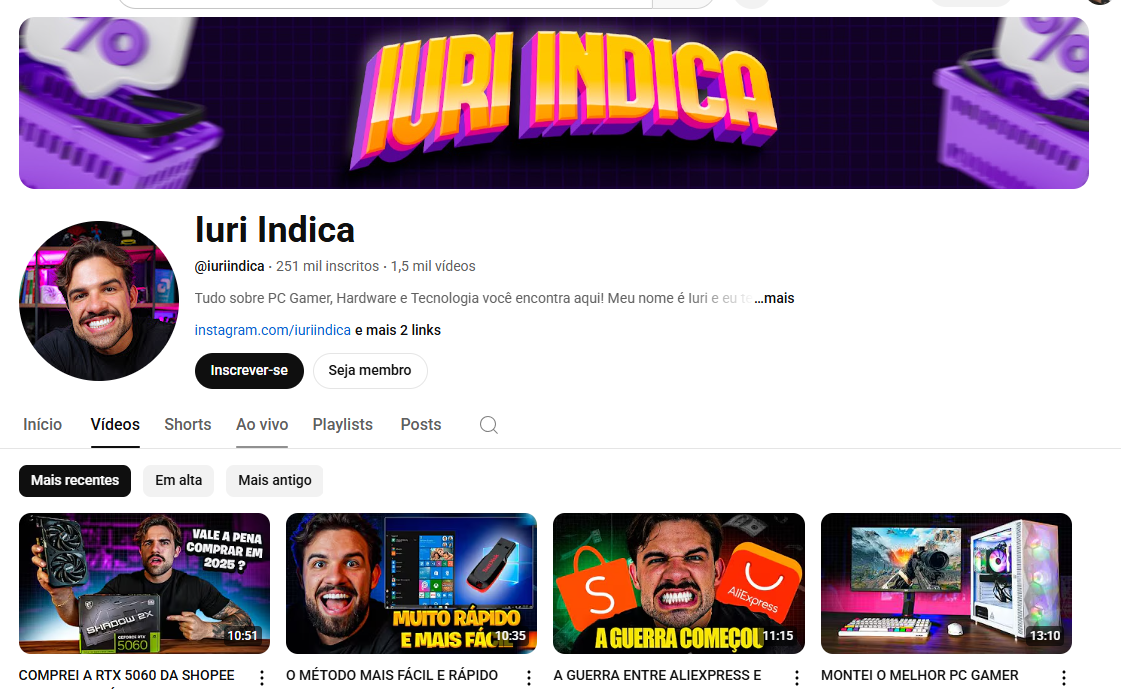 %
IURI INDICA
%
Iuri Indica
@iuriindica · 251 mil inscritos · 1,5 mil vídeos
Tudo sobre PC Gamer, Hardware e Tecnologia você encontra aqui! Meu nome é Iuri e eu te ...mais
instagram.com/iuriindica e mais 2 links
Inscrever-se
Seja membro
Início
Vídeos
Shorts
Ao vivo
Playlists
Posts
Mais recentes
Em alta
Mais antigo
VALE A PENA
COMPRAR EM
2025 ?
SHADOW 2X
GEFORCE RTX
5060
10:51
MUITO RÁPIDO
E MAIS FÁCIL
10:35
S
AliExpress
A GUERRA COMEÇOU
11:15
13:10
COMPREI A RTX 5060 DA SHOPEE
O MÉTODO MAIS FÁCIL E RÁPIDO
A GUERRA ENTRE ALIEXPRESS E
MONTEI O MELHOR PC GAMER